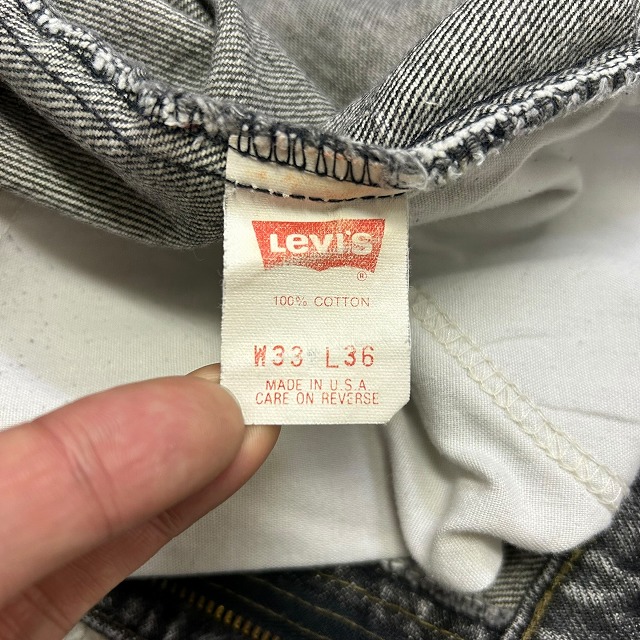 Levi's
®
100% COTTON
W33 L36
MADE IN U.S.A
CARE ON REVERSE